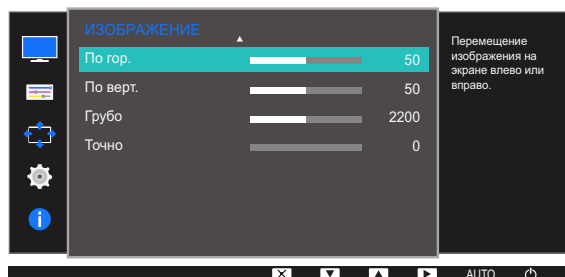 ИЗОБРАЖЕНИЕ
По гор. 50
По верт. 50
Грубо 2200
Точно 0
Перемещение
изображения на
экране влево или
вправо.
AUTO